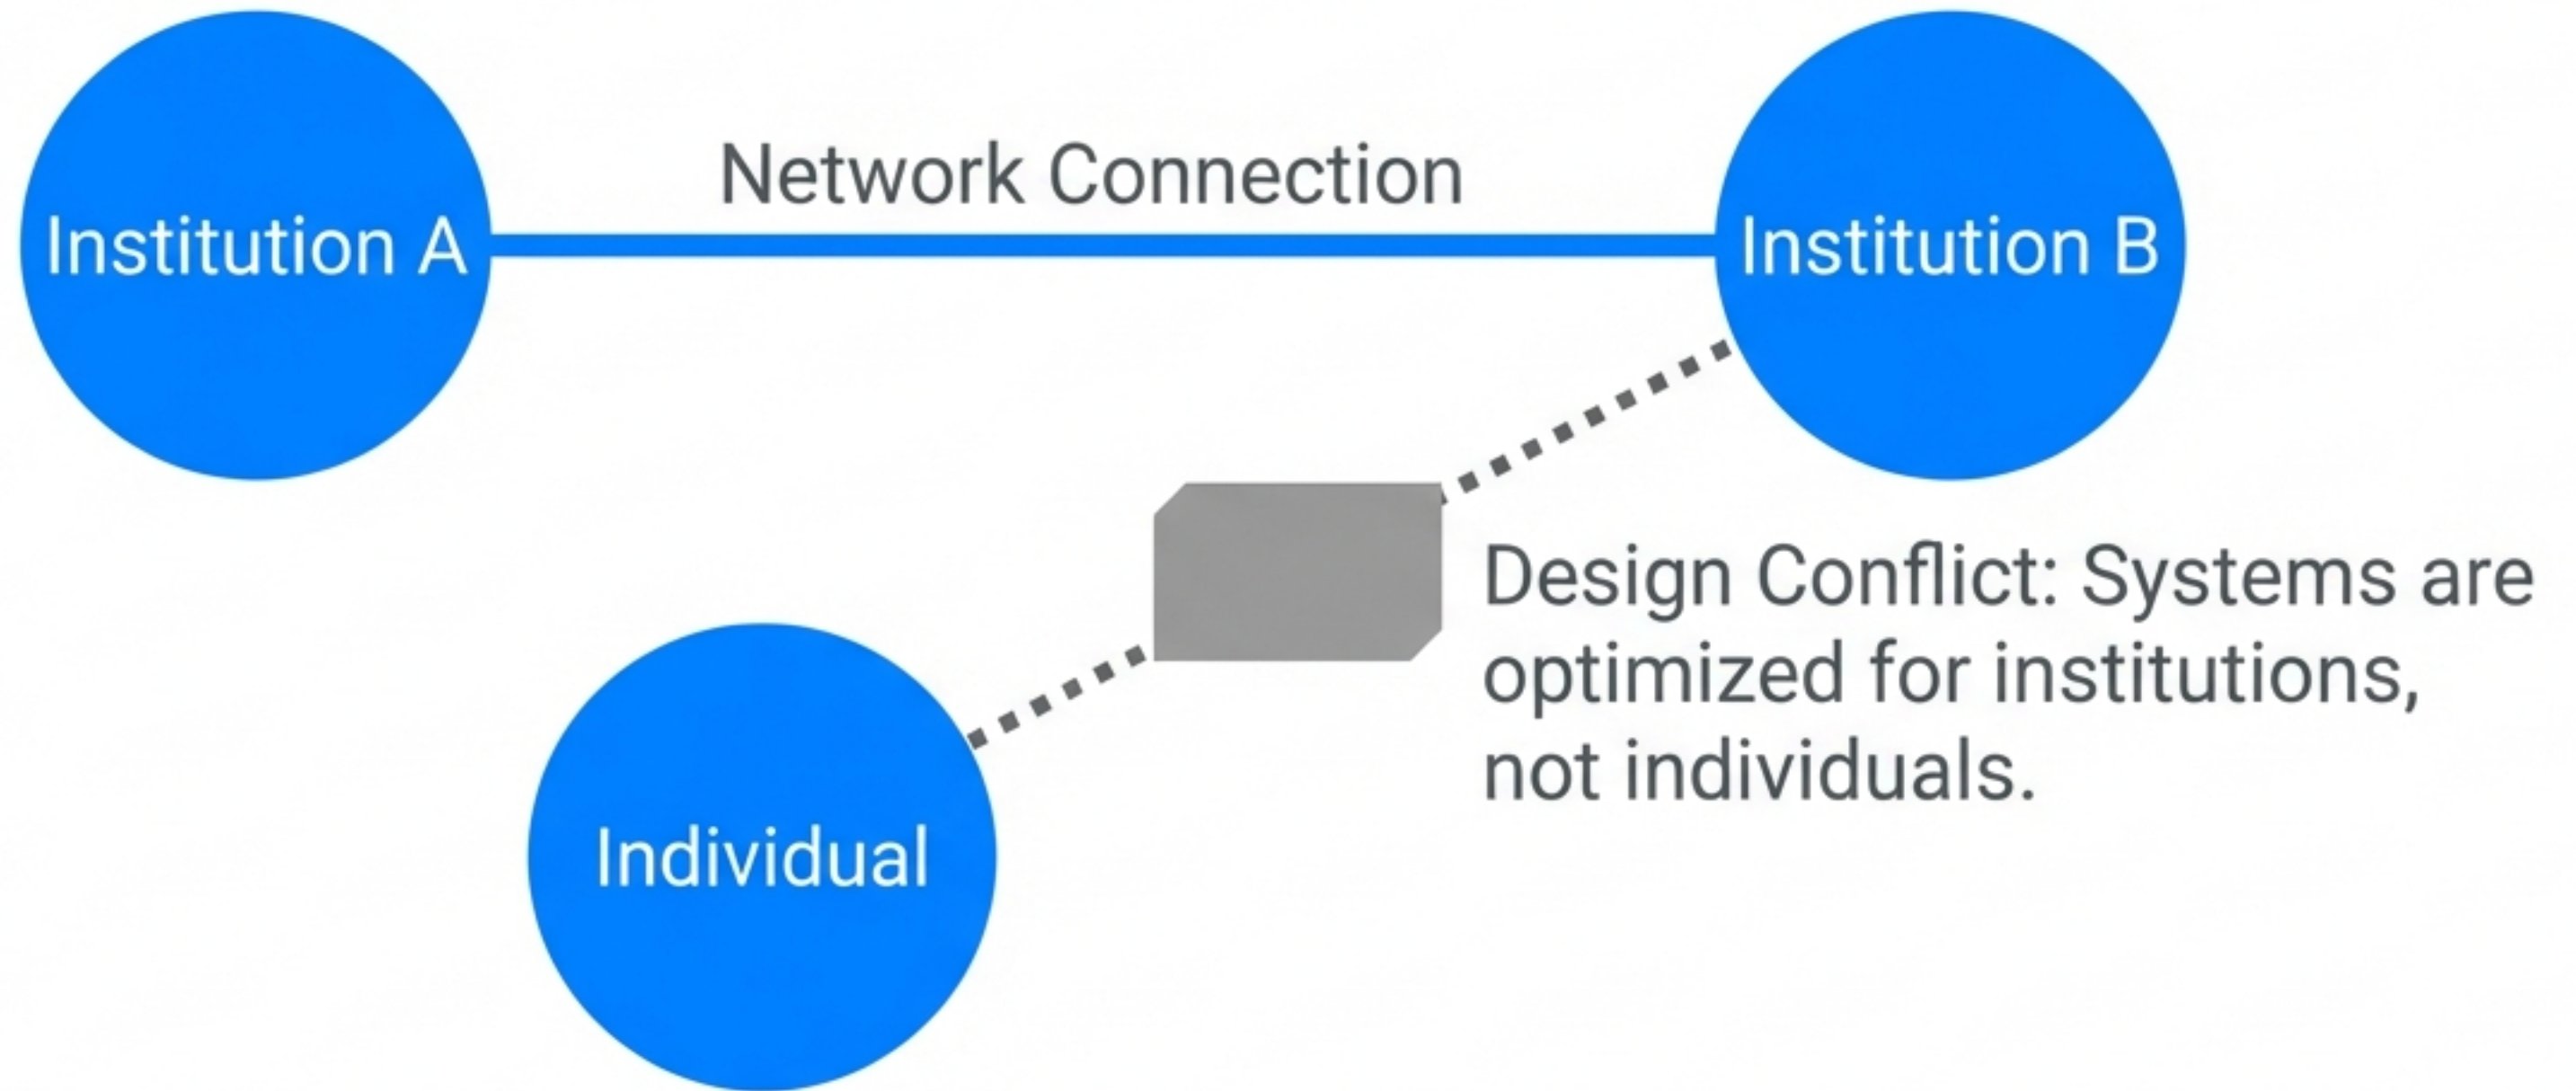 Network Connection
Institution A
Institution B
Design Conflict: Systems are
optimized for institutions,
not individuals.
Individual